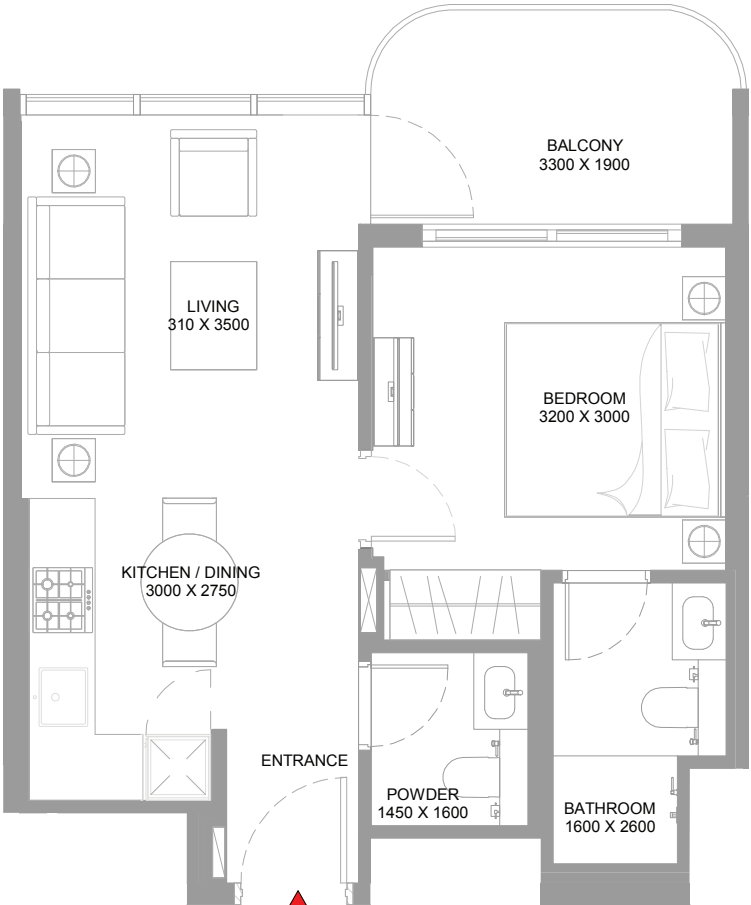 BALCONY
3300 X 1900
LIVING
310 X 3500
BEDROOM
3200 X 3000
KITCHEN / DINING
3000 X 2750
ENTRANCE
POWDER
1450 X 1600
BATHROOM
1600 X 2600